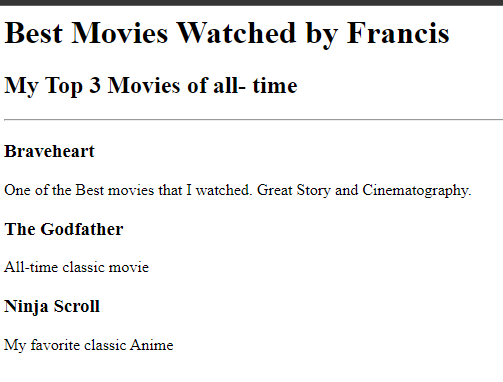 Best Movies Watched by Francis
My Top 3 Movies of all- time
Braveheart
One of the Best movies that I watched. Great Story and Cinematography.
The Godfather
All-time classic movie
Ninja Scroll
My favorite classic Anime